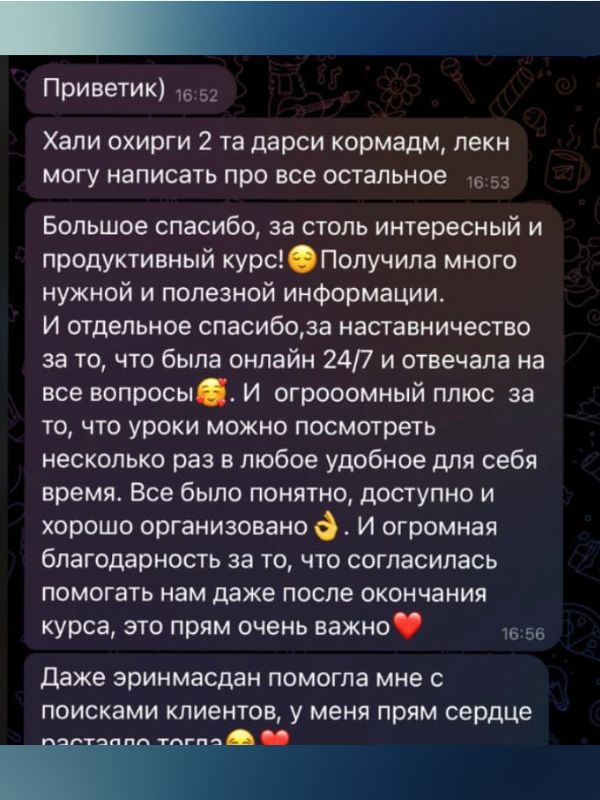 Приветик) 16:52
Хали охирги 2 та дарси кормадм, лекн
могу написать про все остальное 16:53
Большое спасибо, за столь интересный и
продуктивный курс!😌Получила много
нужной и полезной информации.
И отдельное спасибо,за наставничество
за то, что была онлайн 24/7 и отвечала на
все вопросы🥰. И огрооомный плюс за
то, что уроки можно посмотреть
несколько раз в любое удобное для себя
время. Все было понятно, доступно и
хорошо организовано👌. И огромная
благодарность за то, что согласилась
помогать нам даже после окончания
курса, это прям очень важно❤️ 16:56
Даже эринмасдан помогла мне с
поисками клиентов, у меня прям сердце
растаяло тогда😂❤️